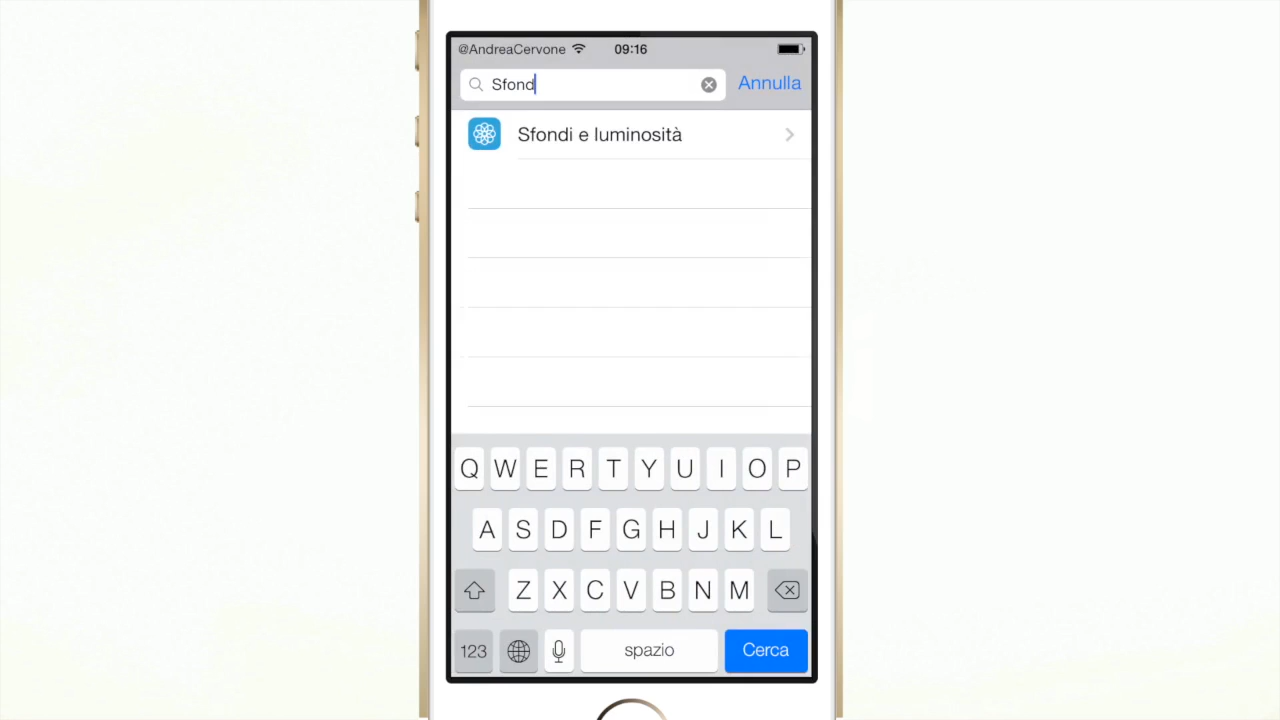 @AndreaCervone 09:16
Sfond Annulla
Sfondi e luminosità
Q W E R T Y U I O P
A S D F G H J K L
Z X C V B N M
123 spazio Cerca